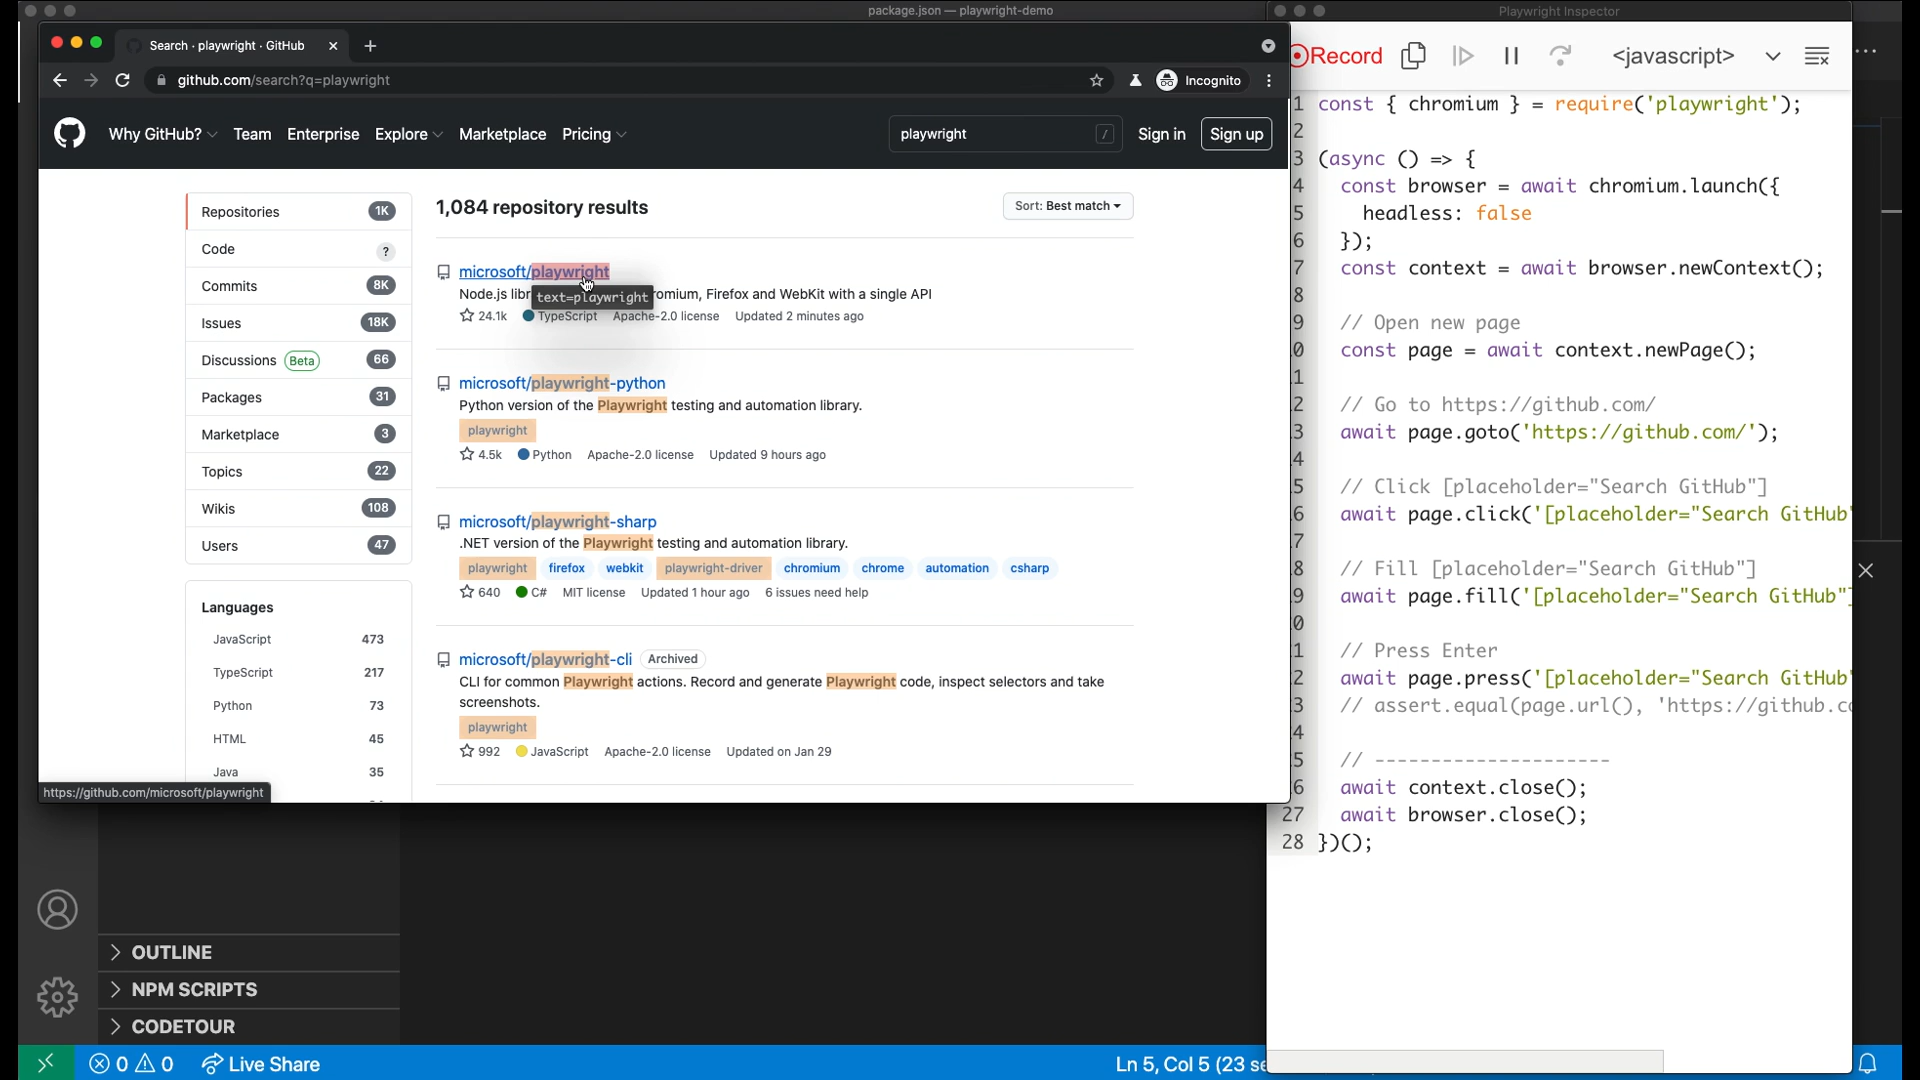 package.json — playwright-demo
Search · playwright · GitHub
github.com/search?q=playwright
Incognito
Why GitHub?
Team
Enterprise
Explore
Marketplace
Pricing
playwright
/
Sign in
Sign up
Repositories 1K
Code ?
Commits 8K
Issues 18K
Discussions Beta 66
Packages 31
Marketplace 3
Topics 22
Wikis 108
Users 47
Languages
JavaScript 473
TypeScript 217
Python 73
HTML 45
Java 35
https://github.com/microsoft/playwright
1,084 repository results
Sort: Best match
microsoft/playwright
Node.js libr
text=playwright
omium, Firefox and WebKit with a single API
24.1k TypeScript Apache-2.0 license Updated 2 minutes ago
microsoft/playwright-python
Python version of the Playwright testing and automation library.
playwright
4.5k Python Apache-2.0 license Updated 9 hours ago
microsoft/playwright-sharp
.NET version of the Playwright testing and automation library.
playwright firefox webkit playwright-driver chromium chrome automation csharp
640 C# MIT license Updated 1 hour ago 6 issues need help
microsoft/playwright-cli Archived
CLI for common Playwright actions. Record and generate Playwright code, inspect selectors and take
screenshots.
playwright
992 JavaScript Apache-2.0 license Updated on Jan 29
Playwright Inspector
Record
<javascript>
1 const { chromium } = require('playwright');
2
3 (async () => {
4 const browser = await chromium.launch({
5 headless: false
6 });
7 const context = await browser.newContext();
8
9 // Open new page
0 const page = await context.newPage();
1
2 // Go to https://github.com/
3 await page.goto('https://github.com/');
4
5 // Click [placeholder="Search GitHub"]
6 await page.click('[placeholder="Search GitHub"
7
8 // Fill [placeholder="Search GitHub"]
9 await page.fill('[placeholder="Search GitHub"]
0
1 // Press Enter
2 await page.press('[placeholder="Search GitHub"
3 // assert.equal(page.url(), 'https://github.co
4
5 // ---------------------
6 await context.close();
27 await browser.close();
28 })();
OUTLINE
NPM SCRIPTS
CODETOUR
0 0 Live Share
Ln 5, Col 5 (23 se